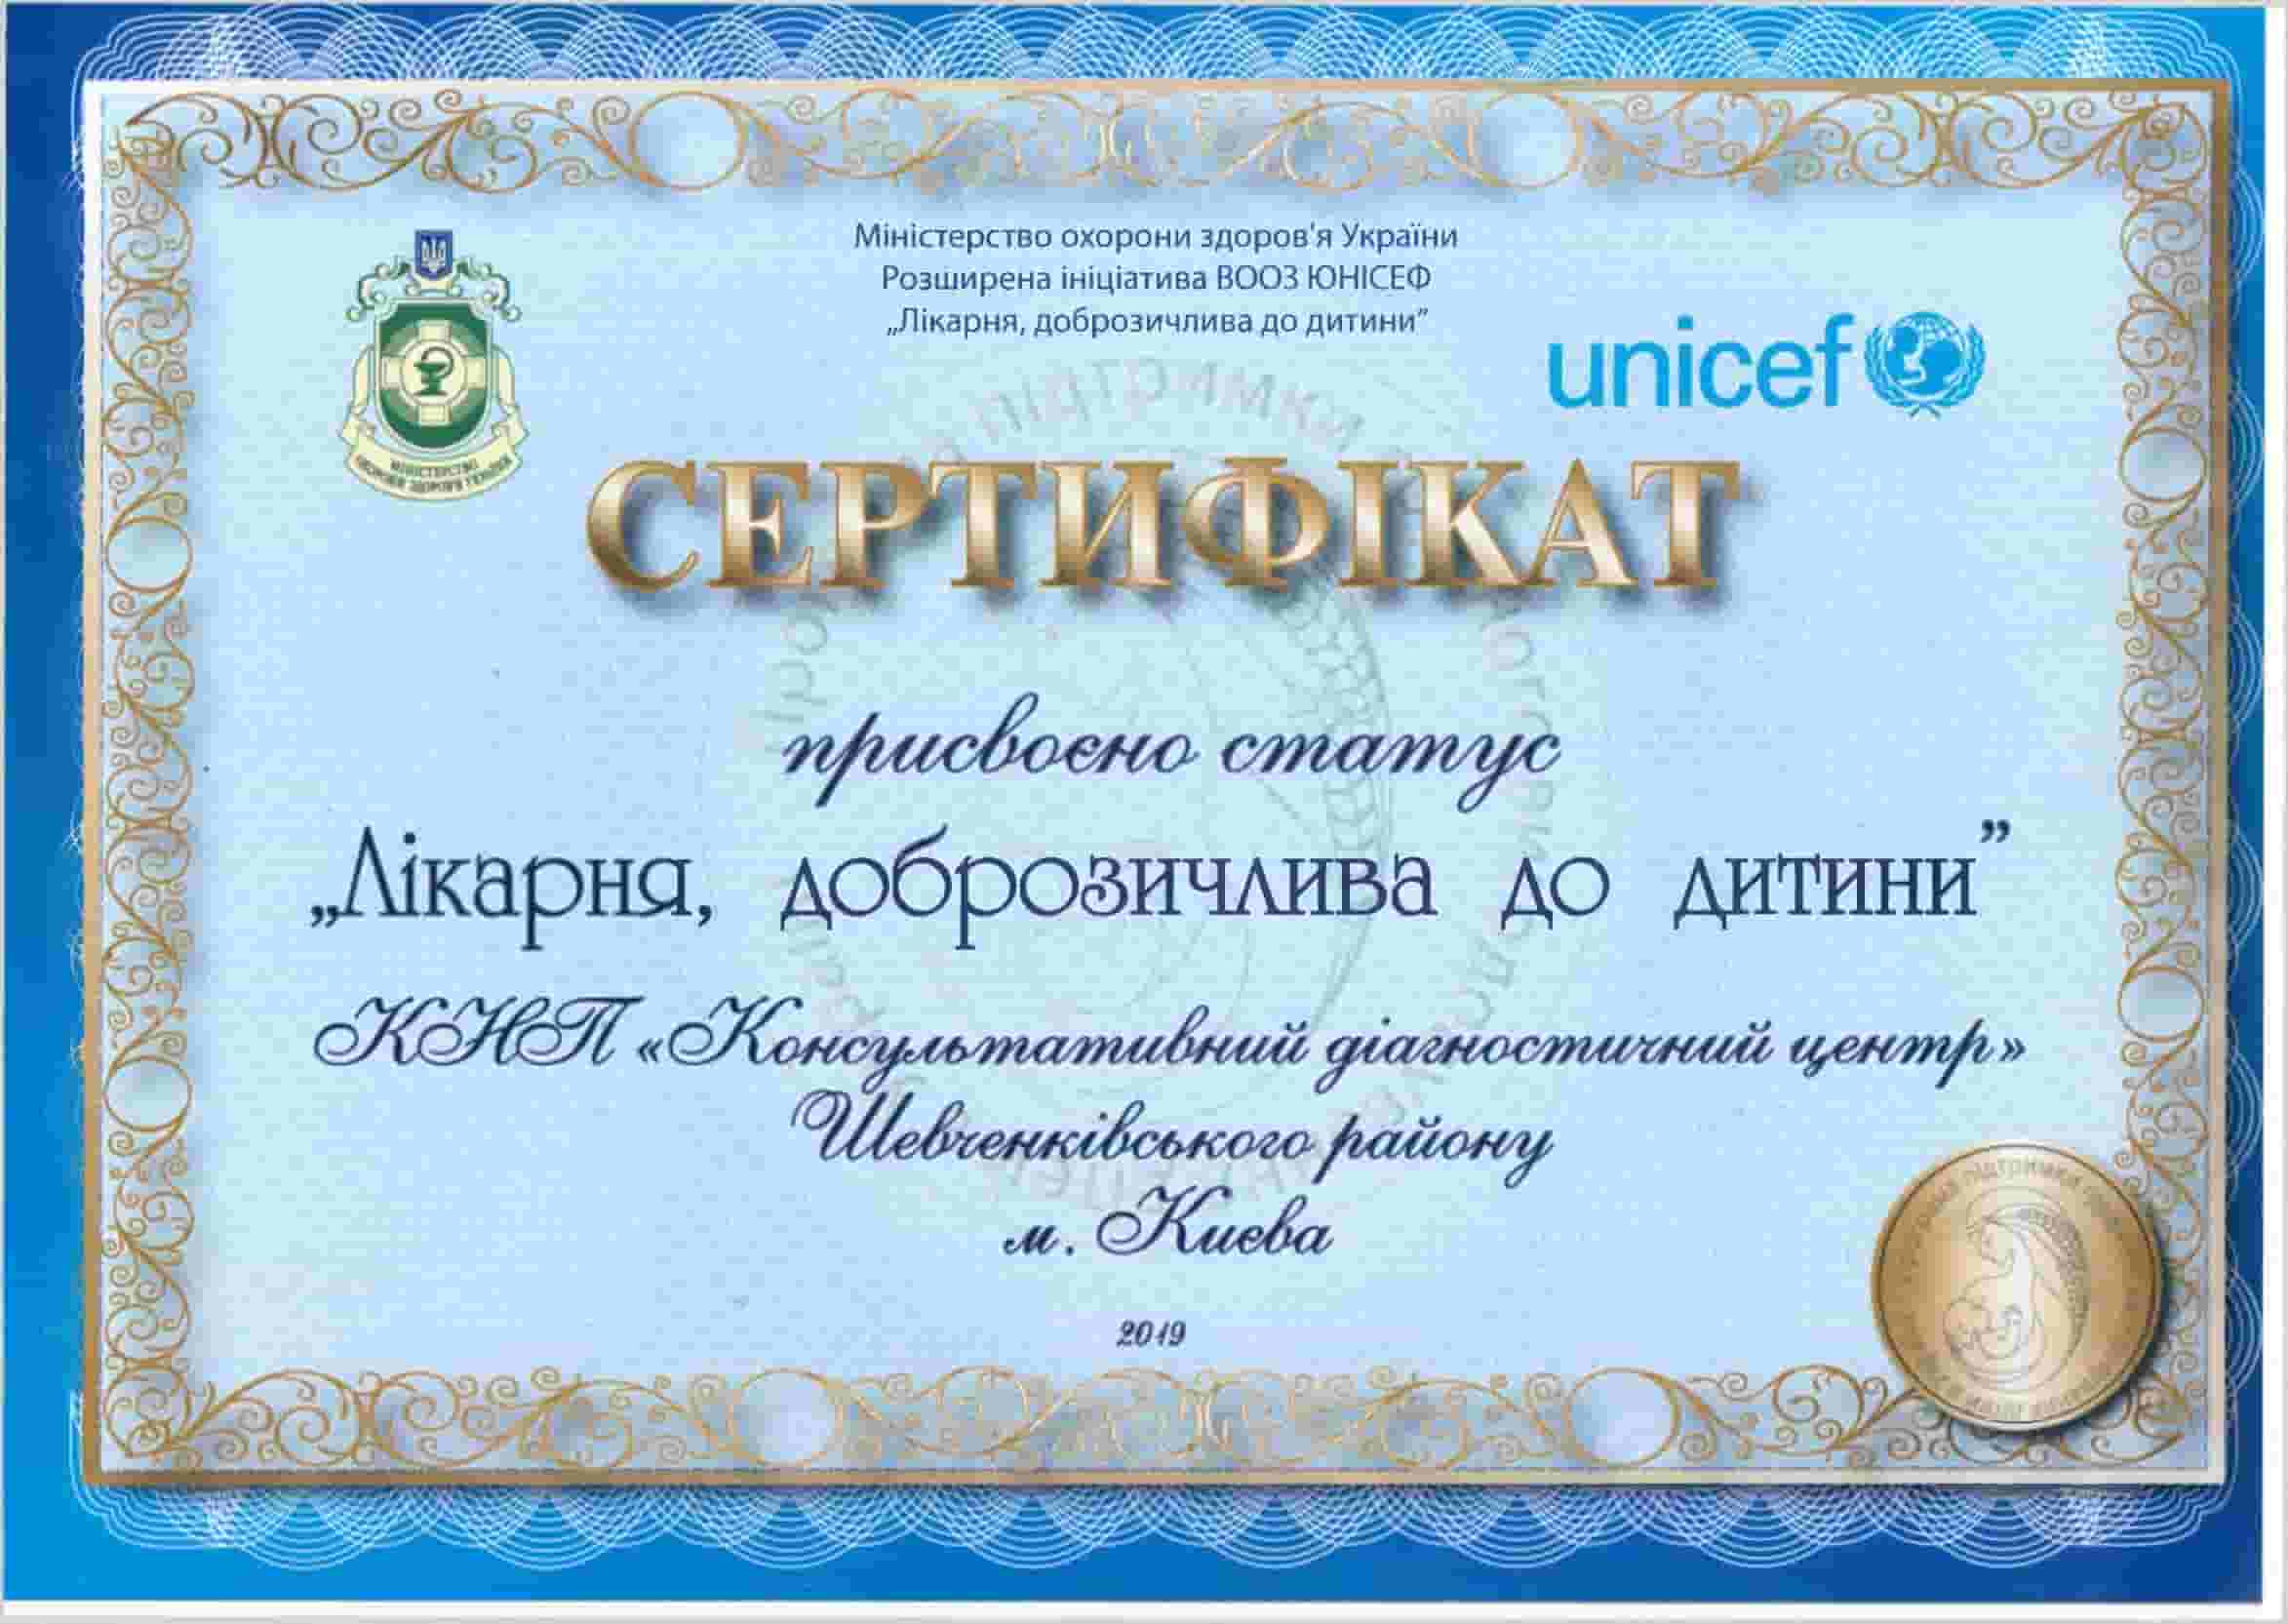 Міністерство охорони здоров'я України
Розширена ініціатива ВООЗ ЮНІСЕФ
„Лікарня, доброзичлива до дитини”
unicef
МІНІСТЕРСТВО
ОХОРОНИ ЗДОРОВ'Я УКРАЇНИ
СЕРТИФІКАТ
присвоєно статус
„Лікарня, доброзичлива до дитини”
КНП «Консультативний діагностичний центр»
Шевченківського району
м. Києва
2019
підтримка